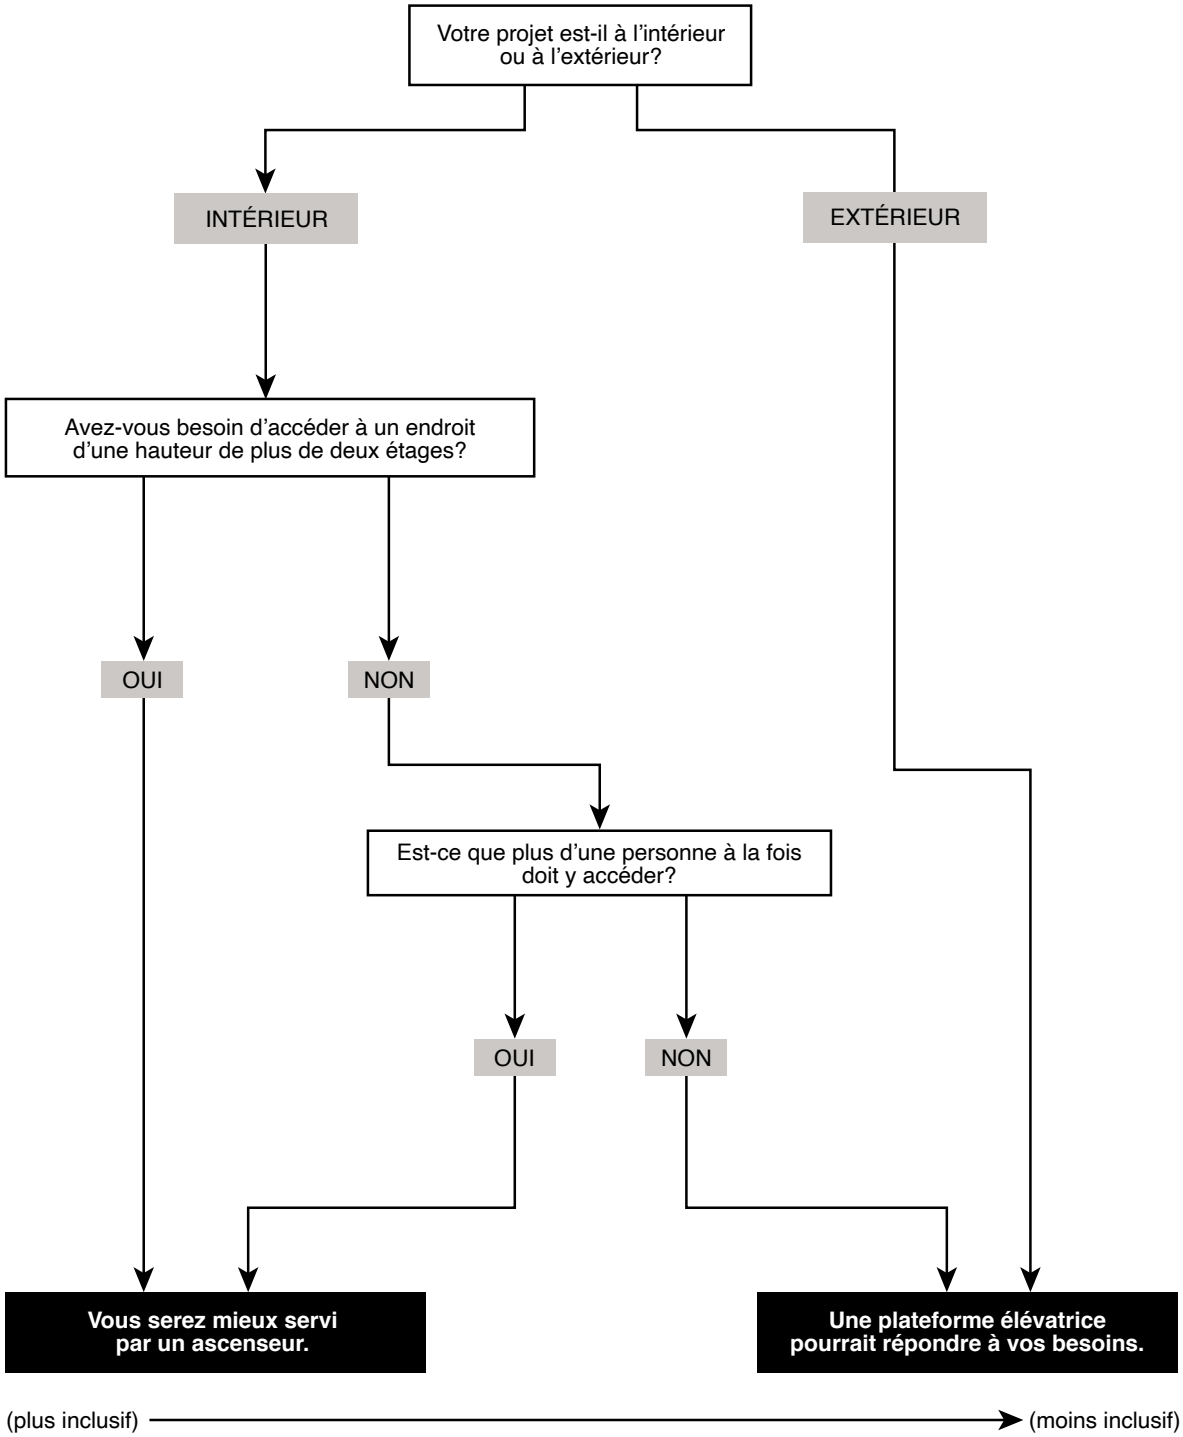 Votre projet est-il à l’intérieur
ou à l’extérieur?
INTÉRIEUR
EXTÉRIEUR
Avez-vous besoin d’accéder à un endroit
d’une hauteur de plus de deux étages?
OUI
NON
Est-ce que plus d’une personne à la fois
doit y accéder?
OUI
NON
Vous serez mieux servi
par un ascenseur.
Une plateforme élévatrice
pourrait répondre à vos besoins.
(plus inclusif)
(moins inclusif)